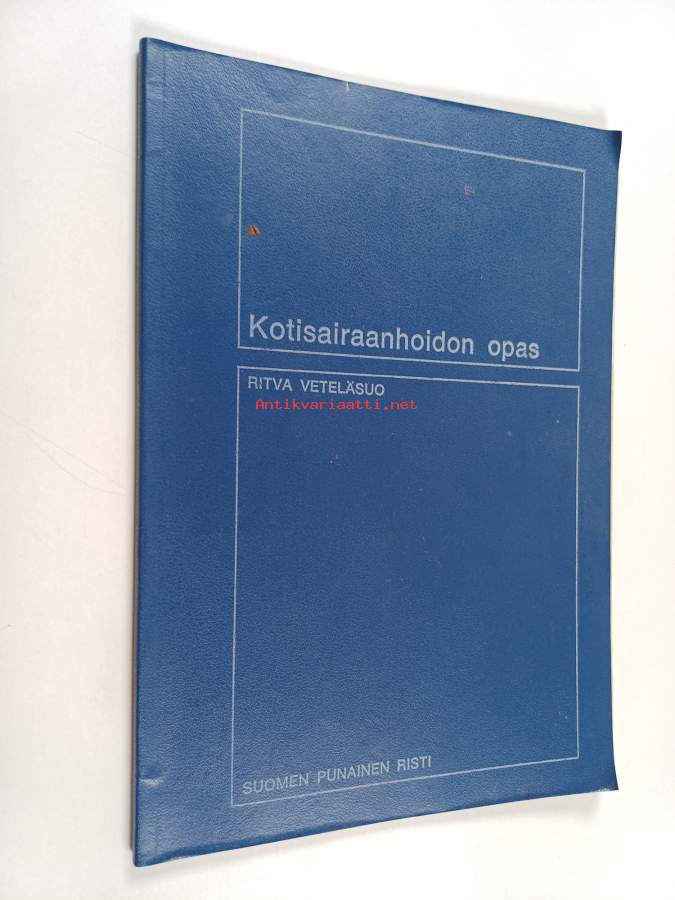 Kotisairaanhoidon opas
RITVA VETELÄSUO
Antikvariaatti.net
SUOMEN PUNAINEN RISTI